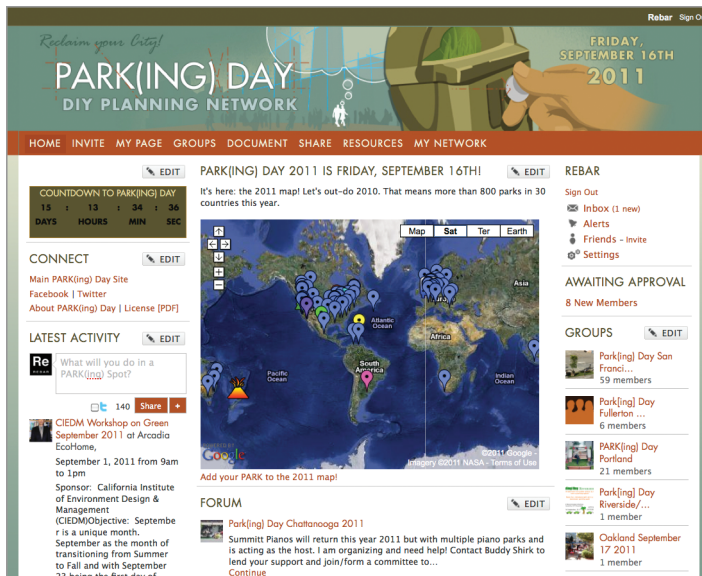 Rebar Sign O
Reclaim your City!
PARK(ING) DAY
DIY PLANNING NETWORK
FRIDAY,
SEPTEMBER 16TH
2011
HOME INVITE MY PAGE GROUPS DOCUMENT SHARE RESOURCES MY NETWORK
EDIT
COUNTDOWN TO PARK(ING) DAY
15 : 13 : 34 : 36
DAYS HOURS MIN SEC
CONNECT EDIT
Main PARK(ing) Day Site
Facebook | Twitter
About PARK(ing) Day | License [PDF]
LATEST ACTIVITY EDIT
Re
REBAR
What will you do in a
PARK(ing) Spot?
140 Share +
CIEDM Workshop on Green
September 2011 at Arcadia
EcoHome,
September 1, 2011 from 9am
to 1pm
Sponsor: California Institute
of Environment Design &
Management
(CIEDM)Objective: Septembe
r is a unique month.
September as the month of
transitioning from Summer
to Fall and with September
23 being the first day of
PARK(ING) DAY 2011 IS FRIDAY, SEPTEMBER 16TH! EDIT
It's here: the 2011 map! Let's out-do 2010. That means more than 800 parks in 30
countries this year.
Map Sat Ter Earth
Asia
Atlantic
Ocean
Africa
South
America
Pacific
Ocean
Indian
Ocean
POWERED BY
Google
©2011 Google -
Imagery ©2011 NASA - Terms of Use
Add your PARK to the 2011 map!
FORUM EDIT
Park(ing) Day Chattanooga 2011
Summitt Pianos will return this year 2011 but with multiple piano parks and
is acting as the host. I am organizing and need help! Contact Buddy Shirk to
lend your support and join/form a committee to…
Continue
REBAR
Sign Out
Inbox (1 new)
Alerts
Friends – Invite
Settings
AWAITING APPROVAL
8 New Members
GROUPS EDIT
Park(ing) Day San
Franci…
59 members
Park(ing) Day
Fullerton …
6 members
PARK(ing) Day
Portland
21 members
Park[ing] Day
Riverside/…
1 member
Oakland September
17 2011
1 member